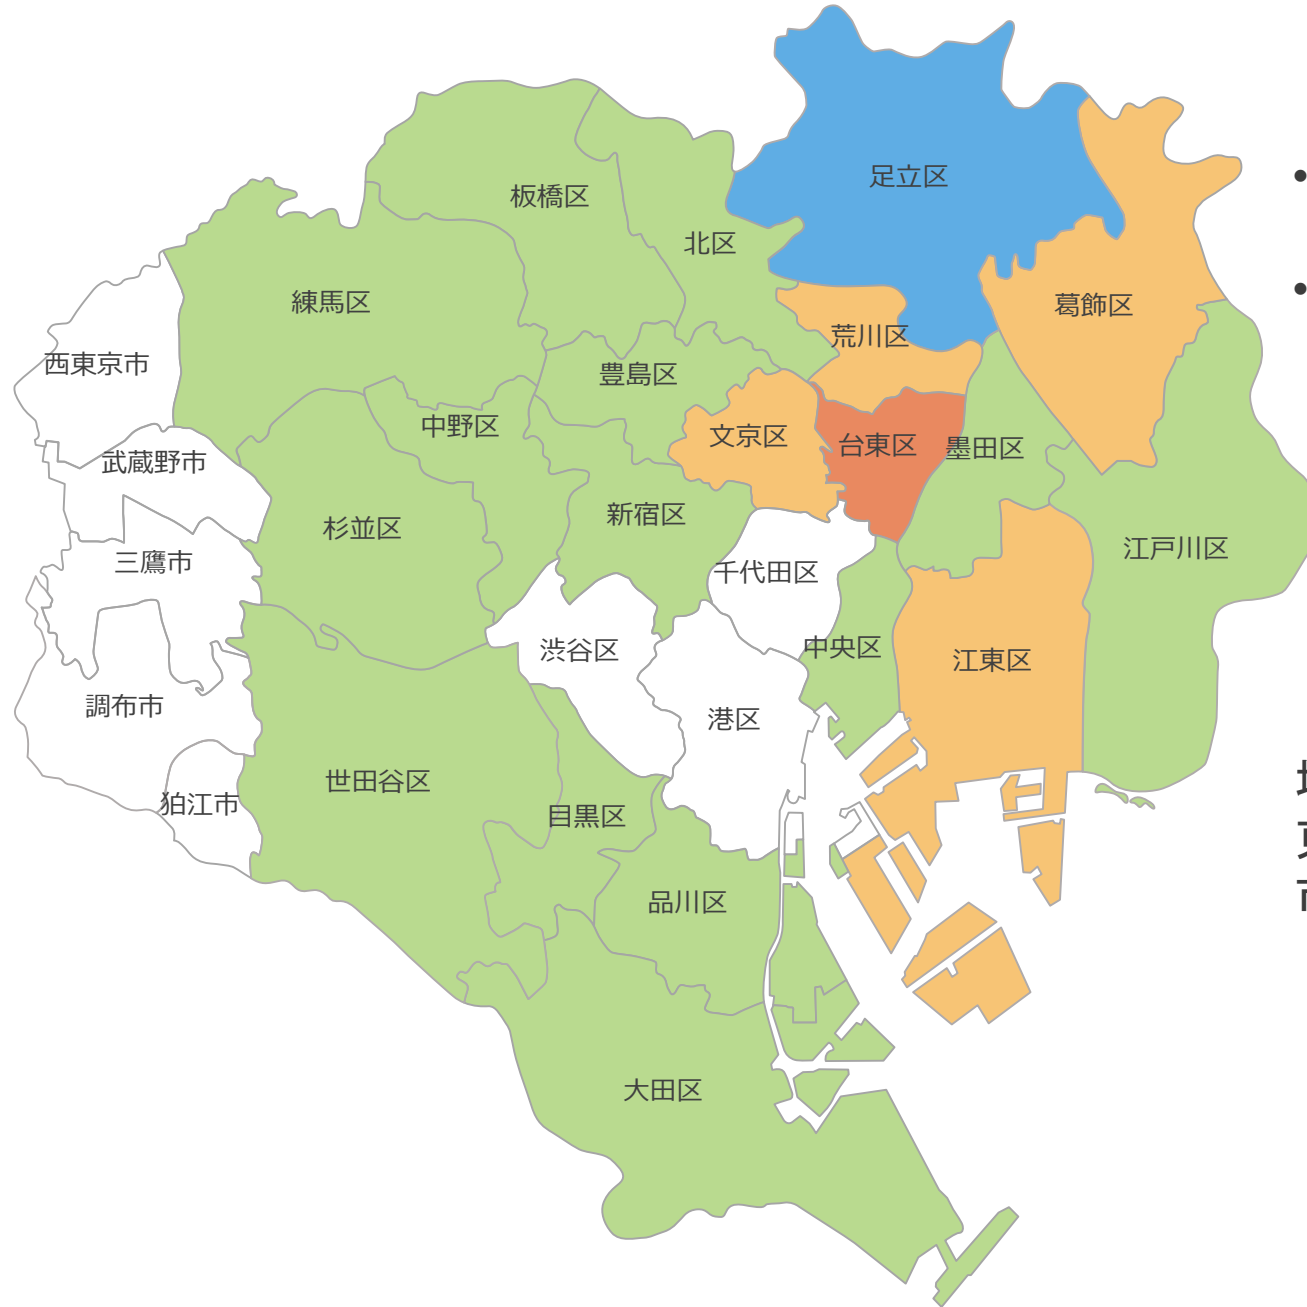 足立区
板橋区
北区
練馬区
葛飾区
荒川区
西東京市
豊島区
中野区
文京区
台東区
墨田区
武蔵野市
新宿区
杉並区
江戸川区
三鷹市
千代田区
中央区
渋谷区
江東区
調布市
港区
世田谷区
狛江市
目黒区
品川区
大田区